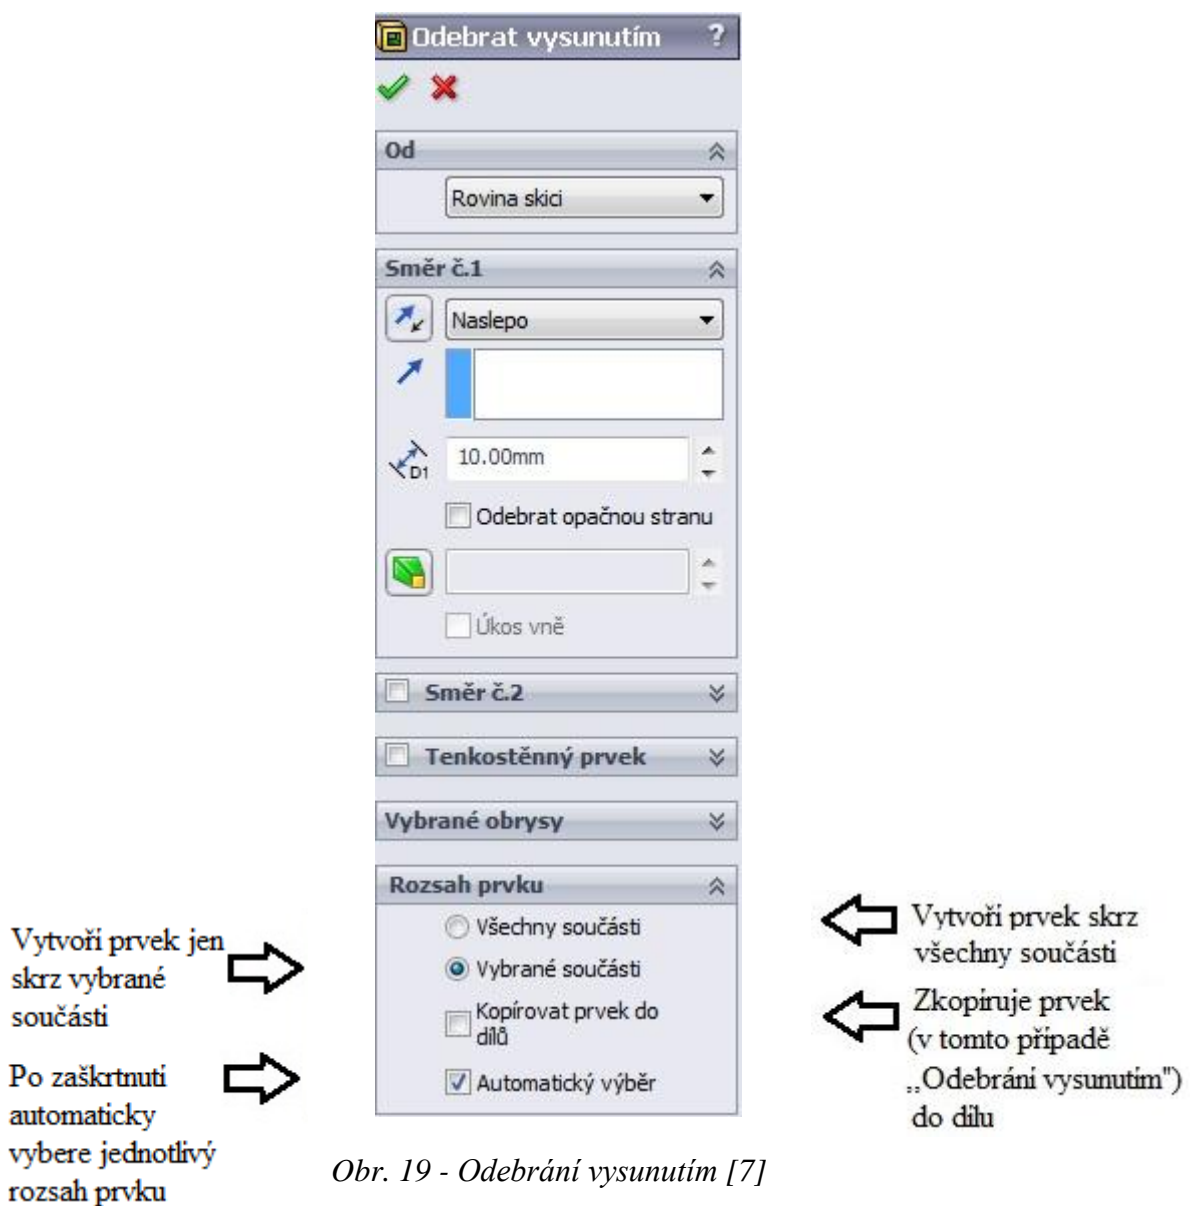 Odebrat vysunutím ?
Od
Rovina skici
Směr č.1
Naslepo
D1 10.00mm
Odebrat opačnou stranu
Úkos vně
Směr č.2
Tenkostěnný prvek
Vybrané obrysy
Rozsah prvku
Všechny součásti
Vybrané součásti
Kopírovat prvek do
dílů
Automatický výběr
Vytvoří prvek jen
skrz vybrané
součásti
Po zaškrtnutí
automaticky
vybere jednotlivý
rozsah prvku
Vytvoří prvek skrz
všechny součásti
Zkopíruje prvek
(v tomto případě
,,Odebrání vysunutím")
do dílu
Obr. 19 - Odebrání vysunutím [7]